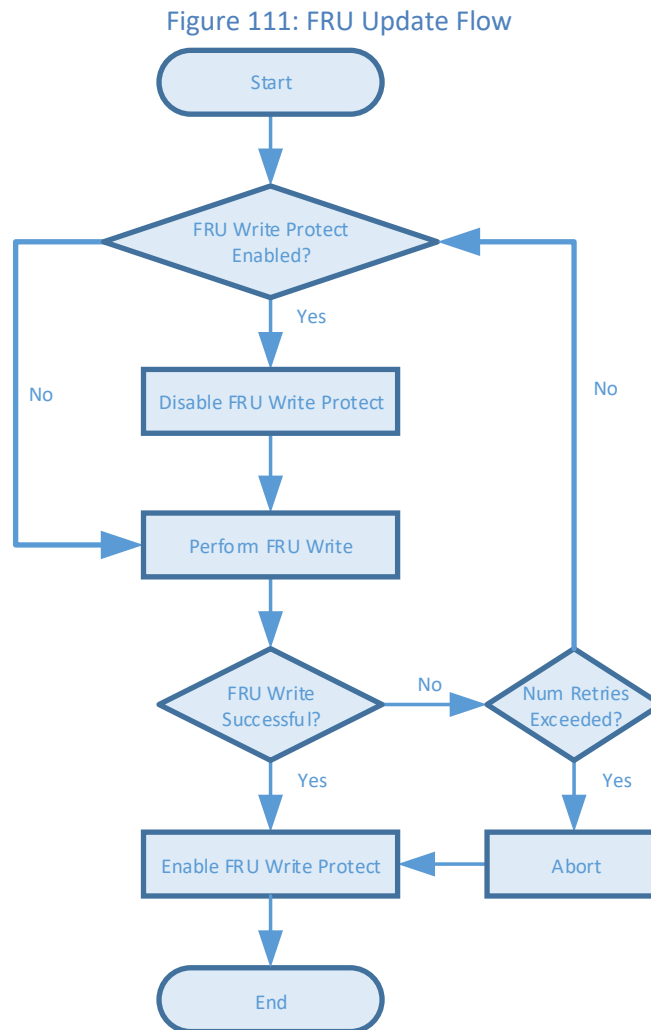 Figure 111: FRU Update Flow
Start
FRU Write Protect
Enabled?
Yes
No
No
Disable FRU Write Protect
Perform FRU Write
FRU Write
Successful?
No
Num Retries
Exceeded?
Yes
Yes
Enable FRU Write Protect
Abort
End